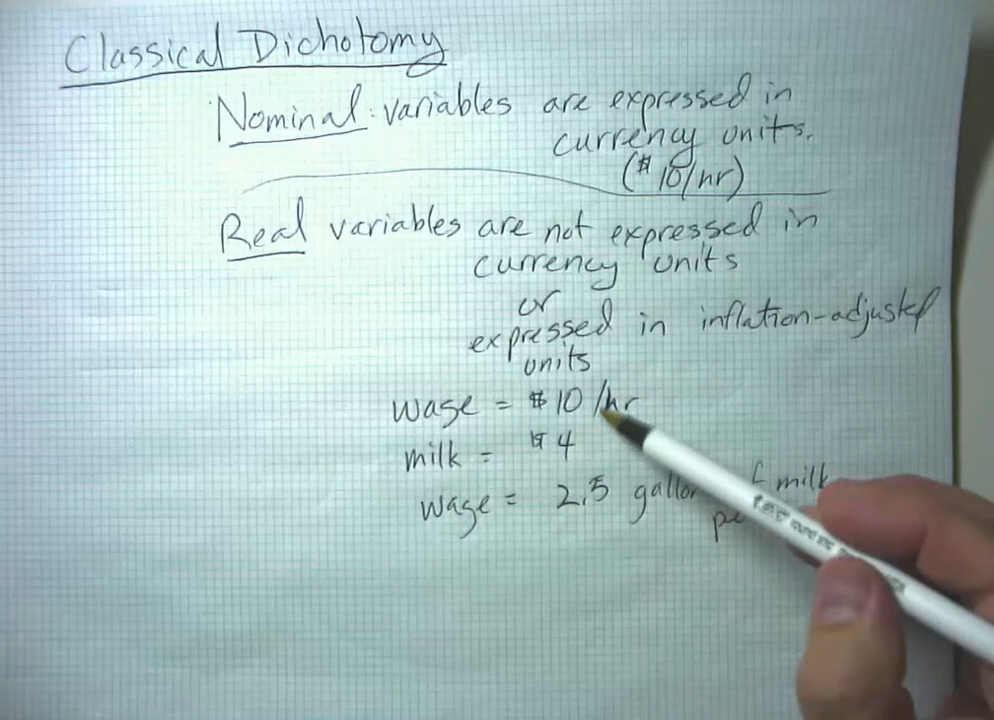 Classical Dichotomy
Nominal: variables are expressed in
currency units.
($10/hr)
Real variables are not expressed in
currency units
or
expressed in inflation-adjusted
units
wage = $10/hr
milk = $4
wage = 2.5 gallons of milk